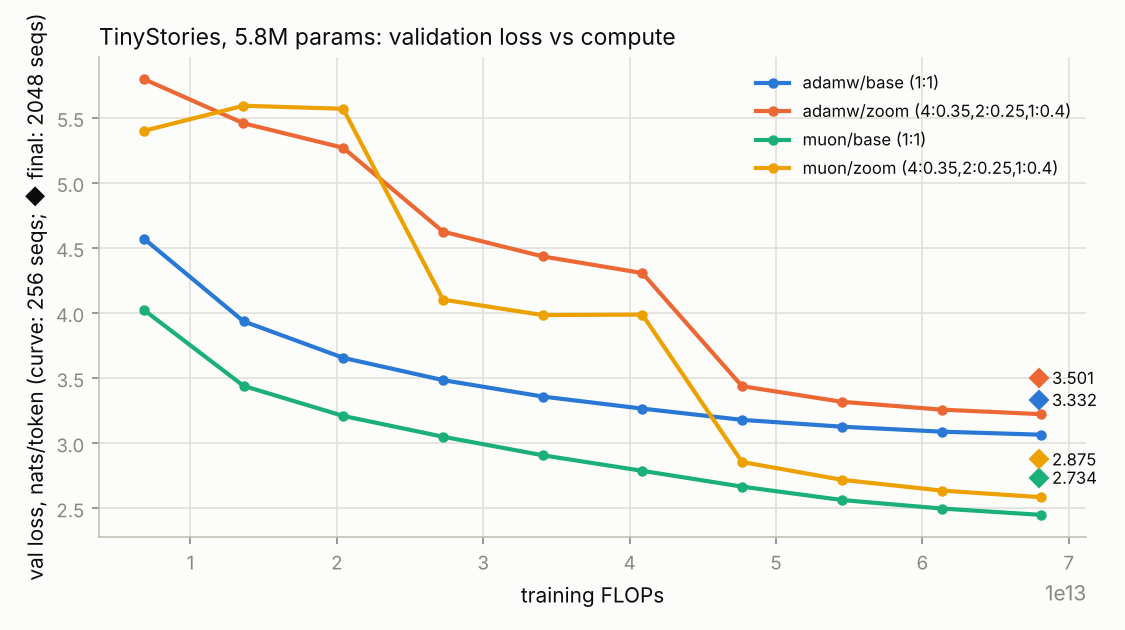 TinyStories, 5.8M params: validation loss vs compute
val loss, nats/token (curve: 256 seqs; ◆ final: 2048 seqs)
adamw/base (1:1)
adamw/zoom (4:0.35,2:0.25,1:0.4)
muon/base (1:1)
muon/zoom (4:0.35,2:0.25,1:0.4)
5.5
5.0
4.5
4.0
3.5
3.0
2.5
3.501
3.332
2.875
2.734
1 2 3 4 5 6 7
training FLOPs
1e13